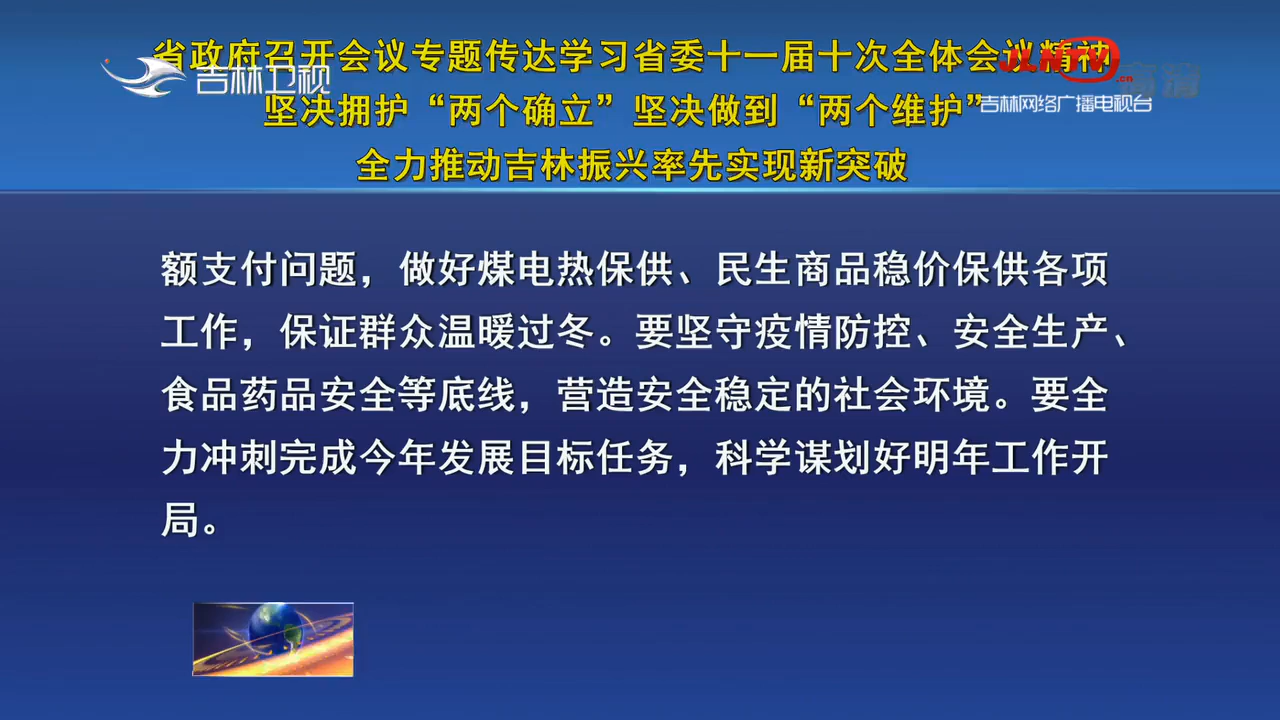 省政府召开会议专题传达学习省委十一届十次全体会议精神
吉林卫视
JLNTV.cn
高清
坚决拥护“两个确立”坚决做到“两个维护”
吉林网络广播电视台
全力推动吉林振兴率先实现新突破
额支付问题，做好煤电热保供、民生商品稳价保供各项
工作，保证群众温暖过冬。要坚守疫情防控、安全生产、
食品药品安全等底线，营造安全稳定的社会环境。要全
力冲刺完成今年发展目标任务，科学谋划好明年工作开
局。